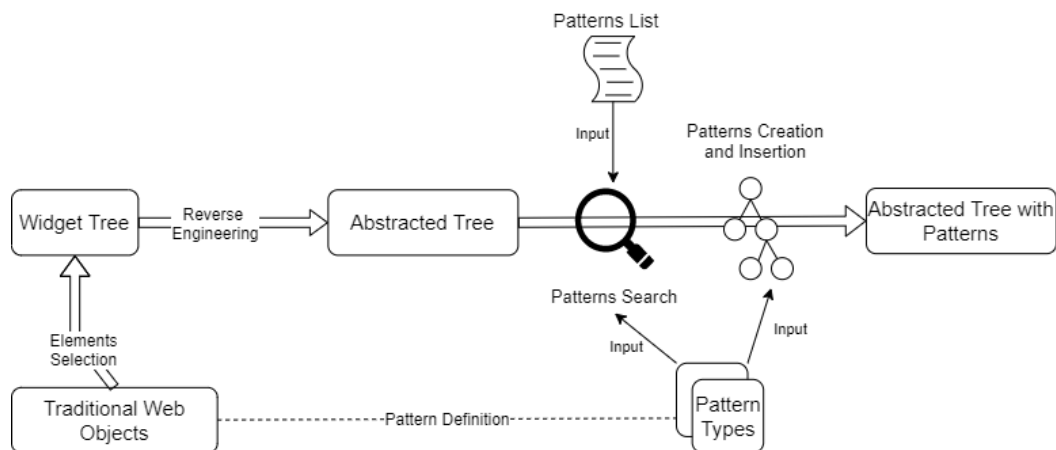 Patterns List
Input
Patterns Creation
and Insertion
Widget Tree
Reverse
Engineering
Abstracted Tree
Abstracted Tree with
Patterns
Patterns Search
Elements
Selection
Input
Input
Traditional Web
Objects
Pattern Definition
Pattern
Types